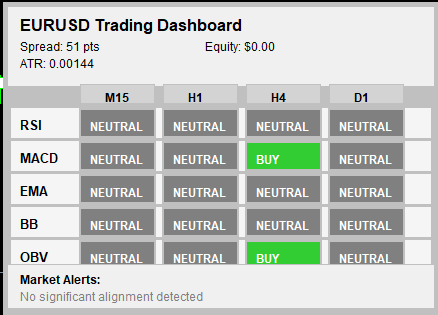 EURUSD Trading Dashboard
Spread: 51 pts Equity: $0.00
ATR: 0.00144
M15 H1 H4 D1
RSI NEUTRAL NEUTRAL NEUTRAL NEUTRAL
MACD NEUTRAL NEUTRAL BUY NEUTRAL
EMA NEUTRAL NEUTRAL NEUTRAL NEUTRAL
BB NEUTRAL NEUTRAL NEUTRAL NEUTRAL
OBV NEUTRAL NEUTRAL BUY NEUTRAL
Market Alerts:
No significant alignment detected